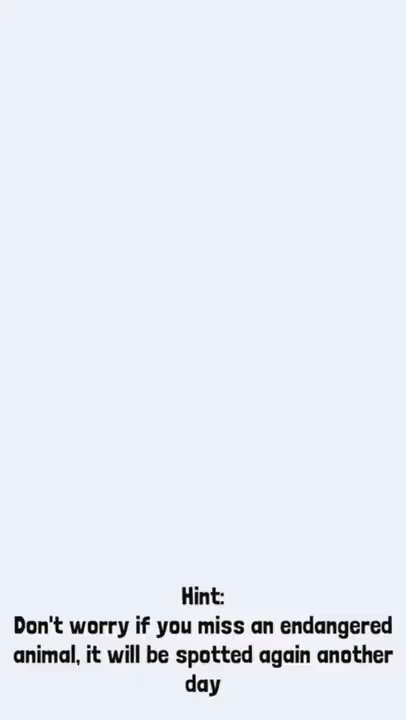 Hint:
Don't worry if you miss an endangered
animal, it will be spotted again another
day